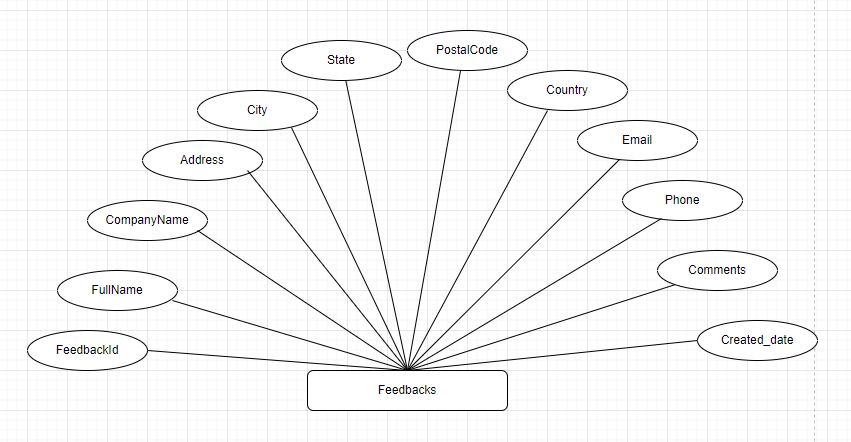 PostalCode
State
Country
City
Email
Address
Phone
CompanyName
Comments
FullName
Created_date
FeedbackId
Feedbacks